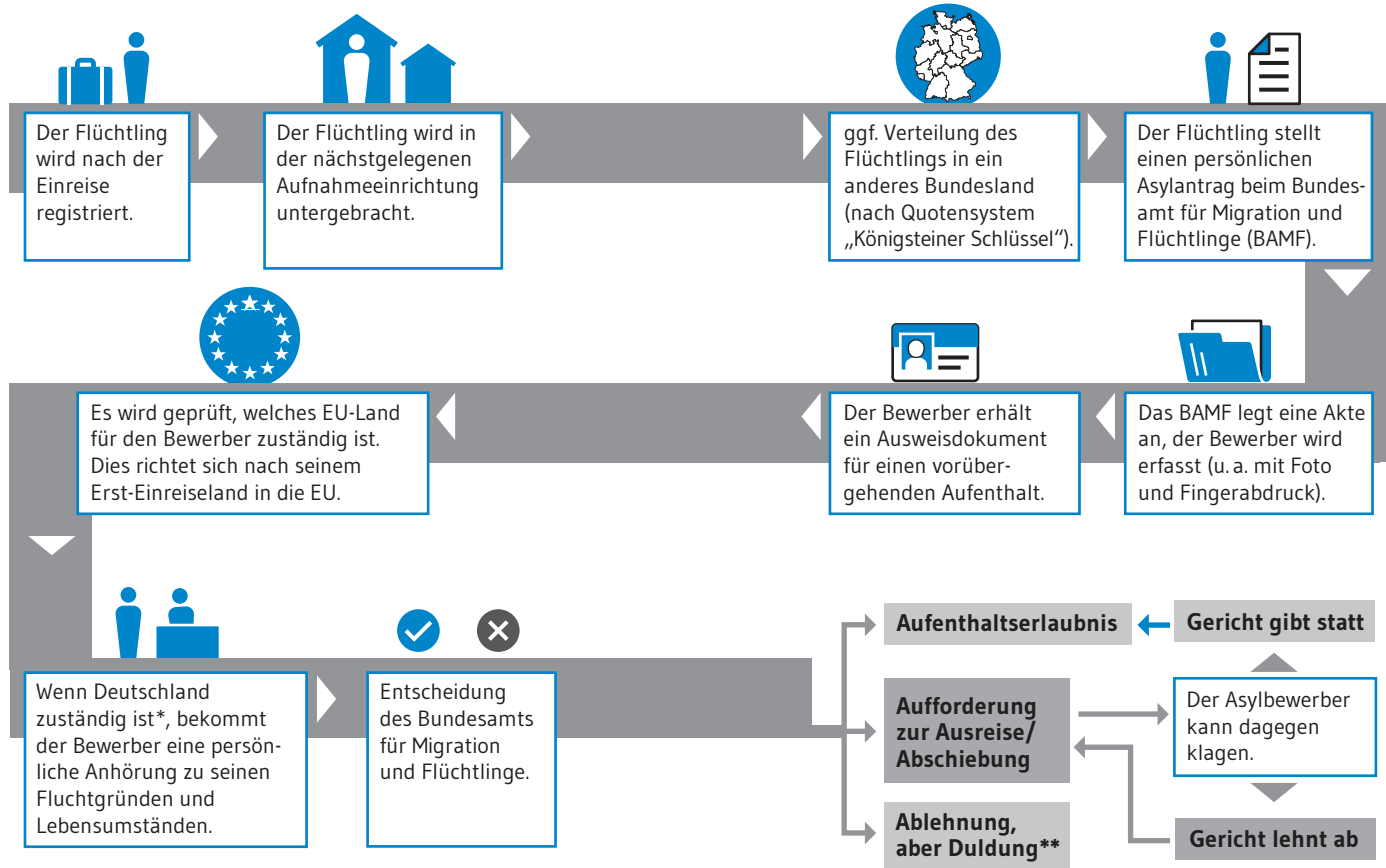 Der Flüchtling
wird nach der
Einreise
registriert.
Der Flüchtling wird in
der nächstgelegenen
Aufnahmeeinrichtung
untergebracht.
ggf. Verteilung des
Flüchtlings in ein
anderes Bundesland
(nach Quotensystem
„Königsteiner Schlüssel“).
Der Flüchtling stellt
einen persönlichen
Asylantrag beim Bundes-
amt für Migration und
Flüchtlinge (BAMF).
Das BAMF legt eine Akte
an, der Bewerber wird
erfasst (u. a. mit Foto
und Fingerabdruck).
Der Bewerber erhält
ein Ausweisdokument
für einen vorüber-
gehenden Aufenthalt.
Es wird geprüft, welches EU-Land
für den Bewerber zuständig ist.
Dies richtet sich nach seinem
Erst-Einreiseland in die EU.
Wenn Deutschland
zuständig ist*, bekommt
der Bewerber eine persön-
liche Anhörung zu seinen
Fluchtgründen und
Lebensumständen.
Entscheidung
des Bundesamts
für Migration
und Flüchtlinge.
Aufenthaltserlaubnis
Aufforderung
zur Ausreise/
Abschiebung
Ablehnung,
aber Duldung**
Gericht gibt statt
Der Asylbewerber
kann dagegen
klagen.
Gericht lehnt ab